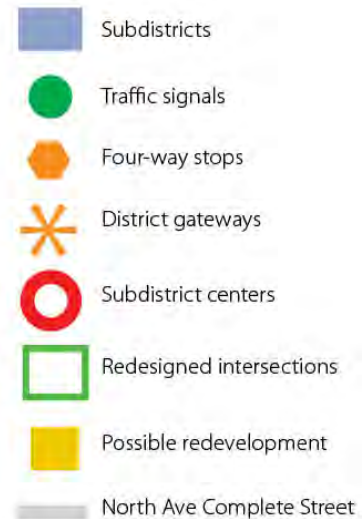 Subdistricts
Traffic signals
Four-way stops
District gateways
Subdistrict centers
Redesigned intersections
Possible redevelopment
North Ave Complete Street